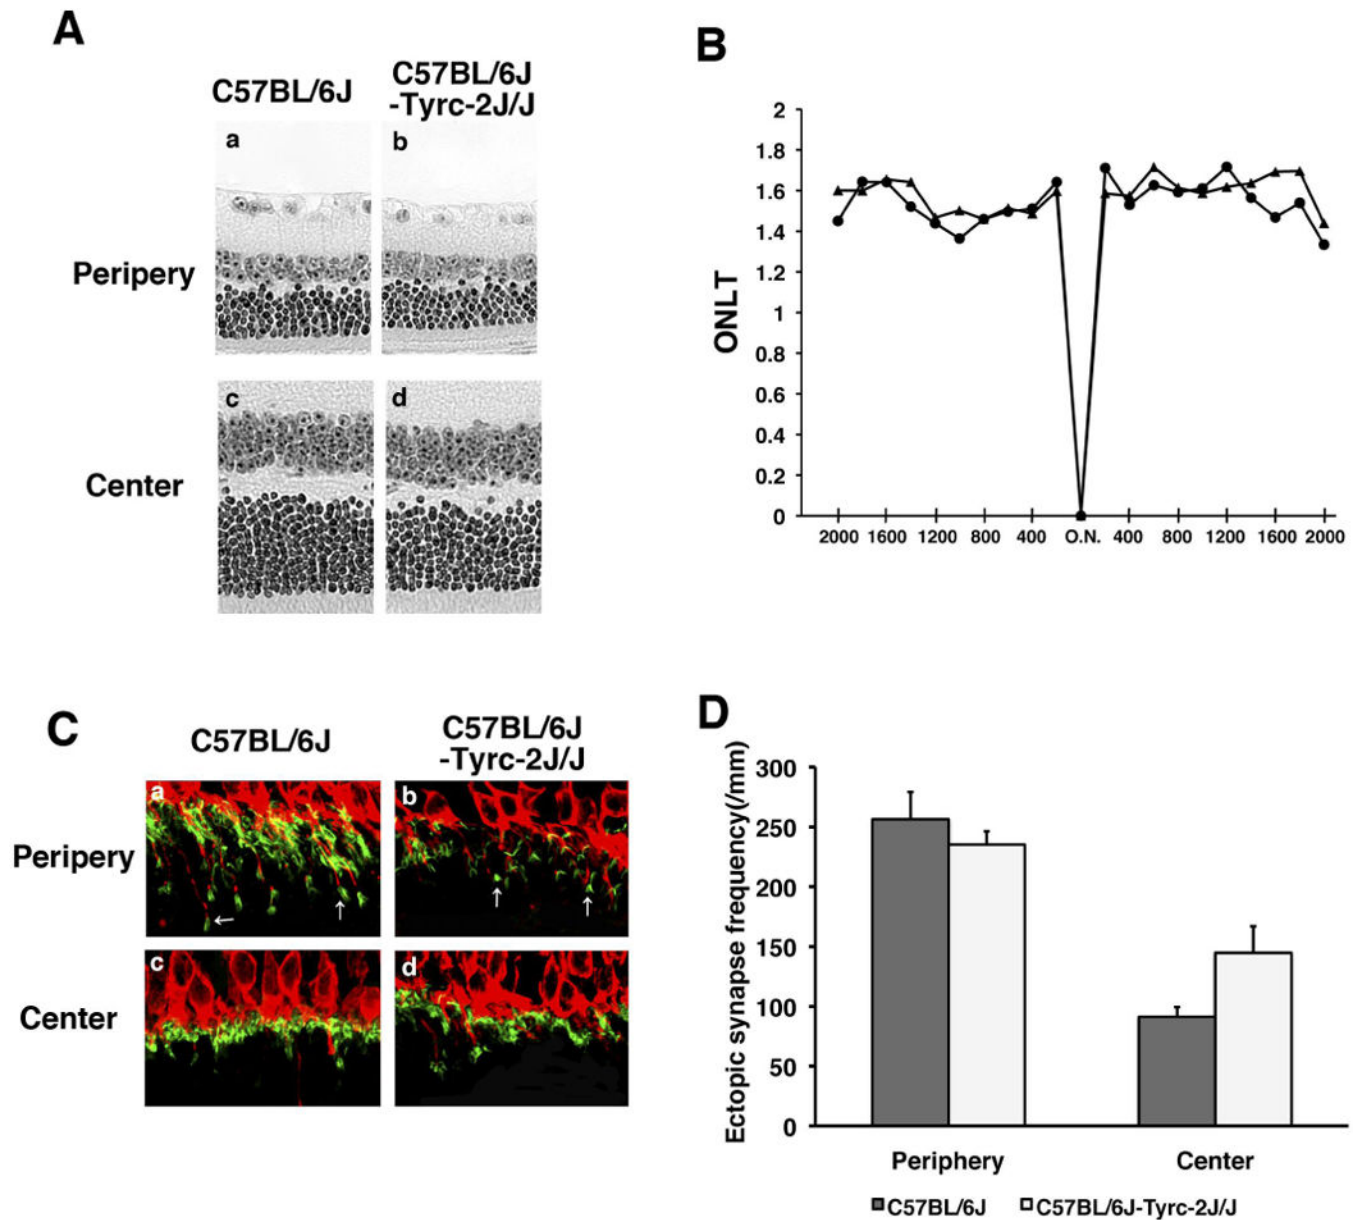 A
C57BL/6J
C57BL/6J
-Tyrc-2J/J
a
b
Peripery
c
d
Center
B
2
1.8
1.6
1.4
1.2
1
0.8
0.6
0.4
0.2
0
ONLT
2000 1600 1200 800 400 O.N. 400 800 1200 1600 2000
C
C57BL/6J
C57BL/6J
-Tyrc-2J/J
a
b
Peripery
c
d
Center
D
Ectopic synapse frequency(/mm)
300
250
200
150
100
50
0
Periphery Center
C57BL/6J C57BL/6J-Tyrc-2J/J